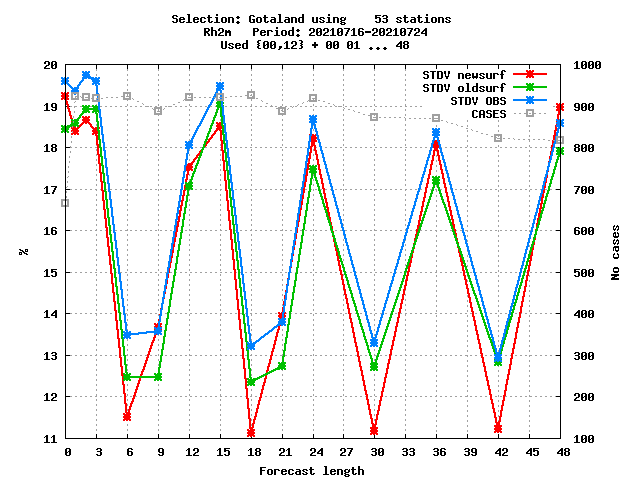 Selection: Gotaland using    53 stations
Rh2m   Period: 20210716-20210724
Used {00,12} + 00 01 ... 48
STDV newsurf
STDV oldsurf
STDV OBS
CASES
20
19
18
17
16
15
14
13
12
11
%
1000
900
800
700
600
500
400
300
200
100
No cases
0 3 6 9 12 15 18 21 24 27 30 33 36 39 42 45 48
Forecast length